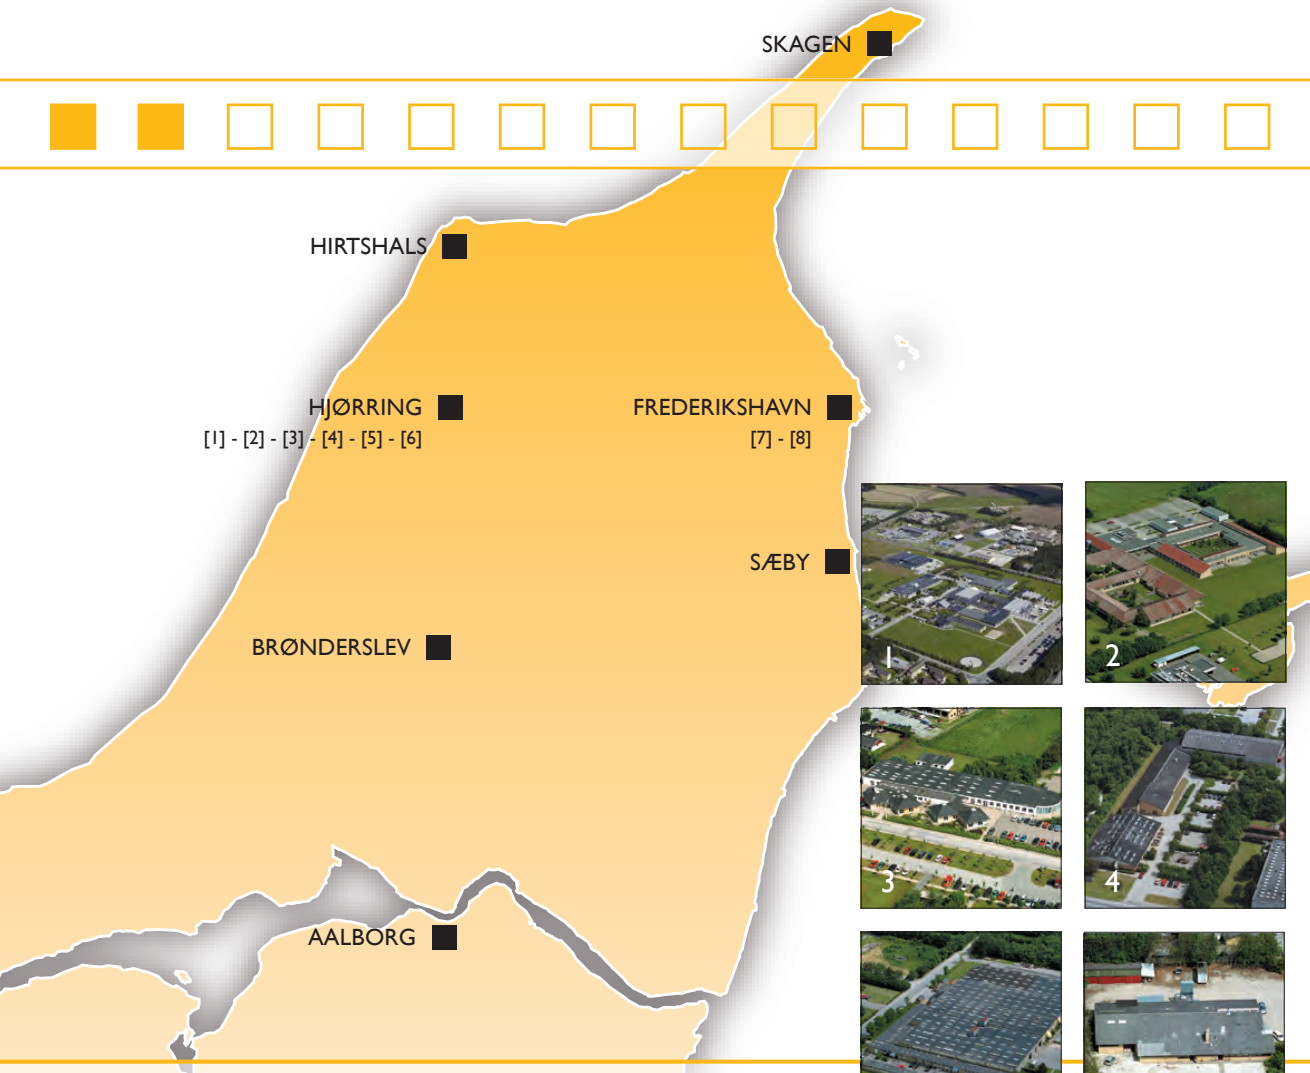 SKAGEN
HIRTSHALS
HJØRRING
[1] - [2] - [3] - [4] - [5] - [6]
FREDERIKSHAVN
[7] - [8]
SÆBY
BRØNDERSLEV
1
2
3
4
AALBORG